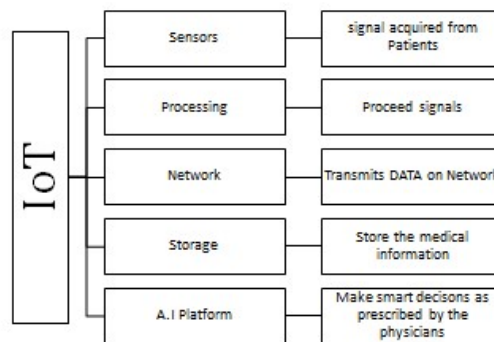 IoT
Sensors
signal acquired from
Patients
Processing
Proceed signals
Network
Transmits DATA on Network
Storage
Store the medical
information
A.I Platform
Make smart decisons as
prescribed by the
physicians